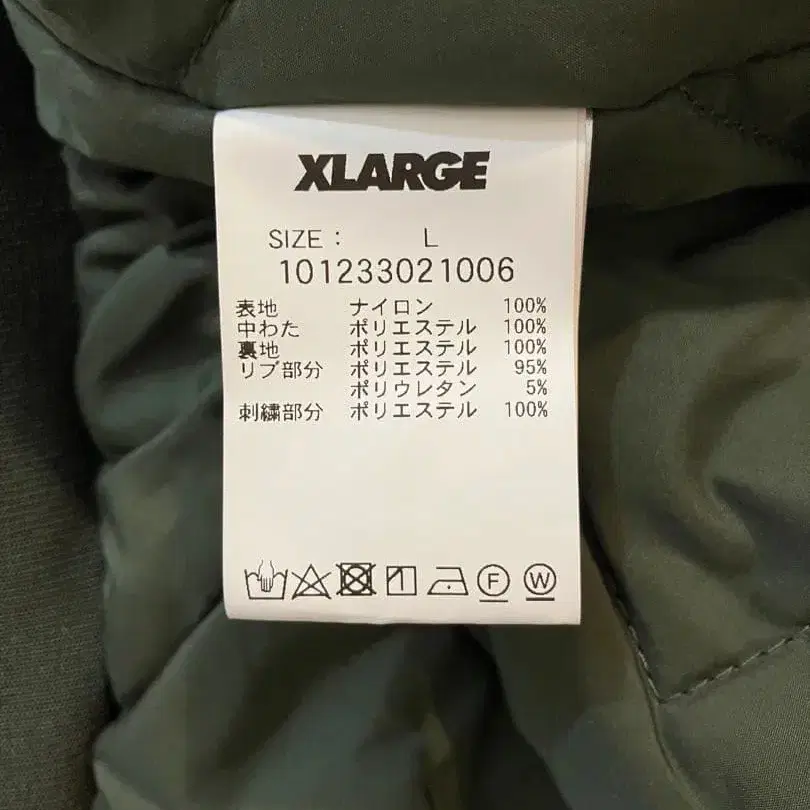 XLARGE
SIZE : L
101233021006
表地 ナイロン 100%
中わた ポリエステル 100%
裏地 ポリエステル 100%
リブ部分 ポリエステル 95%
ポリウレタン 5%
刺繍部分 ポリエステル 100%
F W